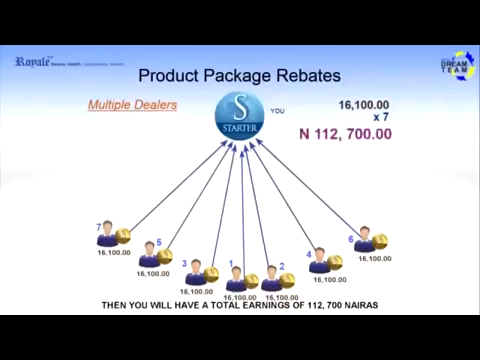 Royale
DREAM
TEAM
Product Package Rebates
Multiple Dealers
S
STARTER
YOU
16,100.00
x 7
N 112, 700.00
7
16,100.00
5
16,100.00
3
16,100.00
1
16,100.00
2
16,100.00
4
16,100.00
6
16,100.00
THEN YOU WILL HAVE A TOTAL EARNINGS OF 112, 700 NAIRAS